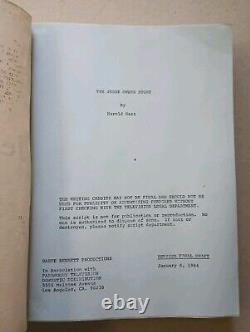 THE JESSE OWENS STORY
by
Harold Gast
THE WRITING CREDITS MAY NOT BE FINAL AND SHOULD NOT BE
USED FOR PUBLICITY OR ADVERTISING PURPOSES WITHOUT
FIRST CHECKING WITH THE TELEVISION LEGAL DEPARTMENT.
This script is not for publication or reproduction. No
one is authorized to dispose of same. If lost or
destroyed, please notify script department.
HARVE BENNETT PRODUCTIONS
In Association with
PARAMOUNT TELEVISION
DOMESTIC DISTRIBUTION
5555 Melrose Avenue
Los Angeles, CA. 90038
REVISED FINAL DRAFT
January 6, 1984